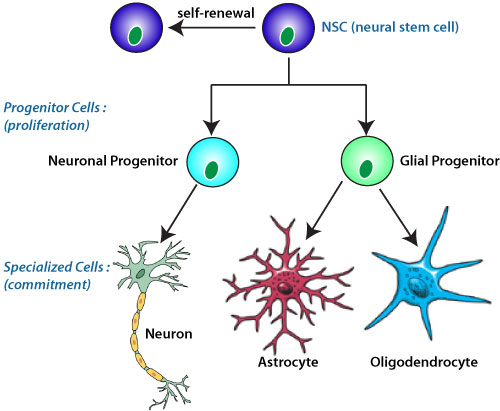 self-renewal
NSC (neural stem cell)
Progenitor Cells :
(proliferation)
Neuronal Progenitor
Glial Progenitor
Specialized Cells :
(commitment)
Neuron
Astrocyte
Oligodendrocyte